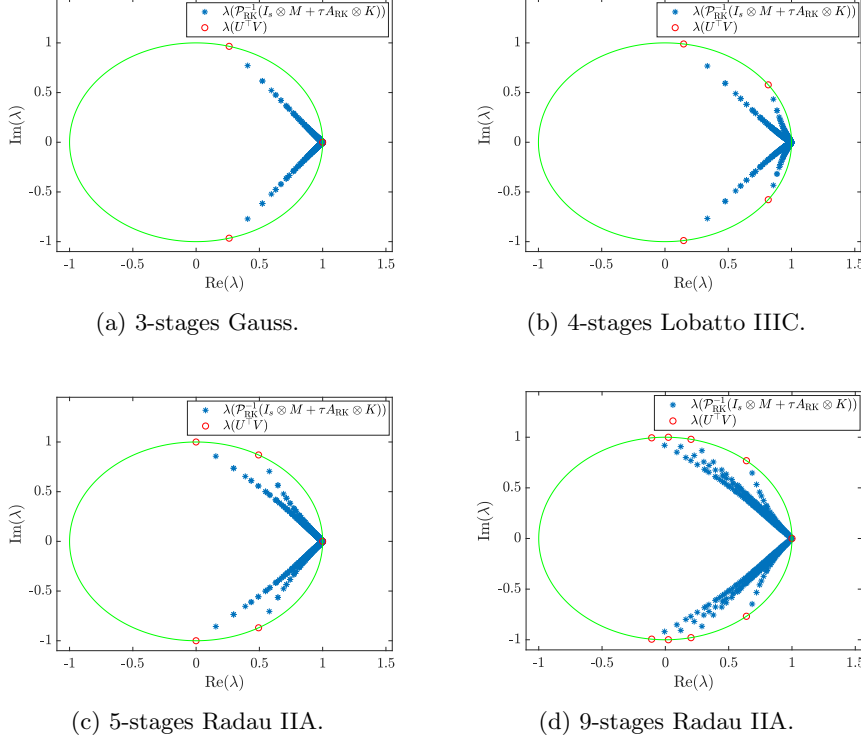 λ(𝒫_RK^{-1}(I_s ⊗ M + τA_RK ⊗ K))
λ(U^⊤V)
1
0.5
0
-0.5
-1
Im(λ)
-1 -0.5 0 0.5 1 1.5
Re(λ)
(a) 3-stages Gauss.
λ(𝒫_RK^{-1}(I_s ⊗ M + τA_RK ⊗ K))
λ(U^⊤V)
1
0.5
0
-0.5
-1
Im(λ)
-1 -0.5 0 0.5 1 1.5
Re(λ)
(b) 4-stages Lobatto IIIC.
λ(𝒫_RK^{-1}(I_s ⊗ M + τA_RK ⊗ K))
λ(U^⊤V)
1
0.5
0
-0.5
-1
Im(λ)
-1 -0.5 0 0.5 1 1.5
Re(λ)
(c) 5-stages Radau IIA.
λ(𝒫_RK^{-1}(I_s ⊗ M + τA_RK ⊗ K))
λ(U^⊤V)
1
0.5
0
-0.5
-1
Im(λ)
-1 -0.5 0 0.5 1 1.5
Re(λ)
(d) 9-stages Radau IIA.